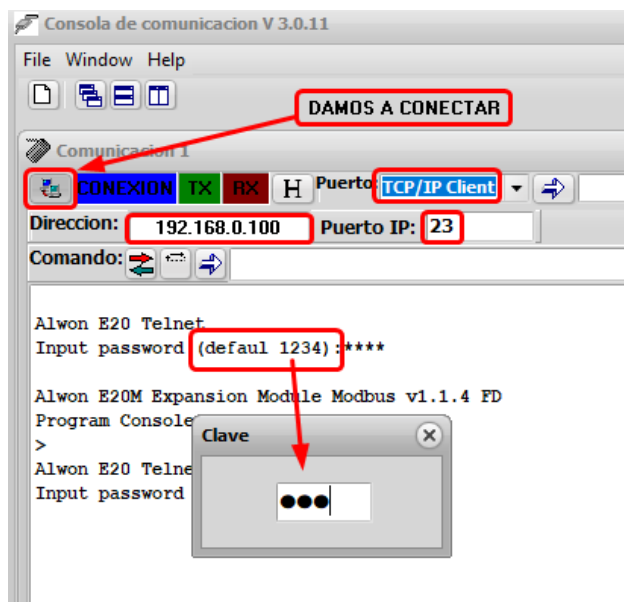 Consola de comunicacion V 3.0.11
File Window Help
DAMOS A CONECTAR
Comunicacion 1
CONEXION TX RX H Puerto: TCP/IP Client
Direccion: 192.168.0.100 Puerto IP: 23
Comando:
Alwon E20 Telnet
Input password (defaul 1234):****
Alwon E20M Expansion Module Modbus v1.1.4 FD
Program Console
>
Clave
Alwon E20 Telne
Input password